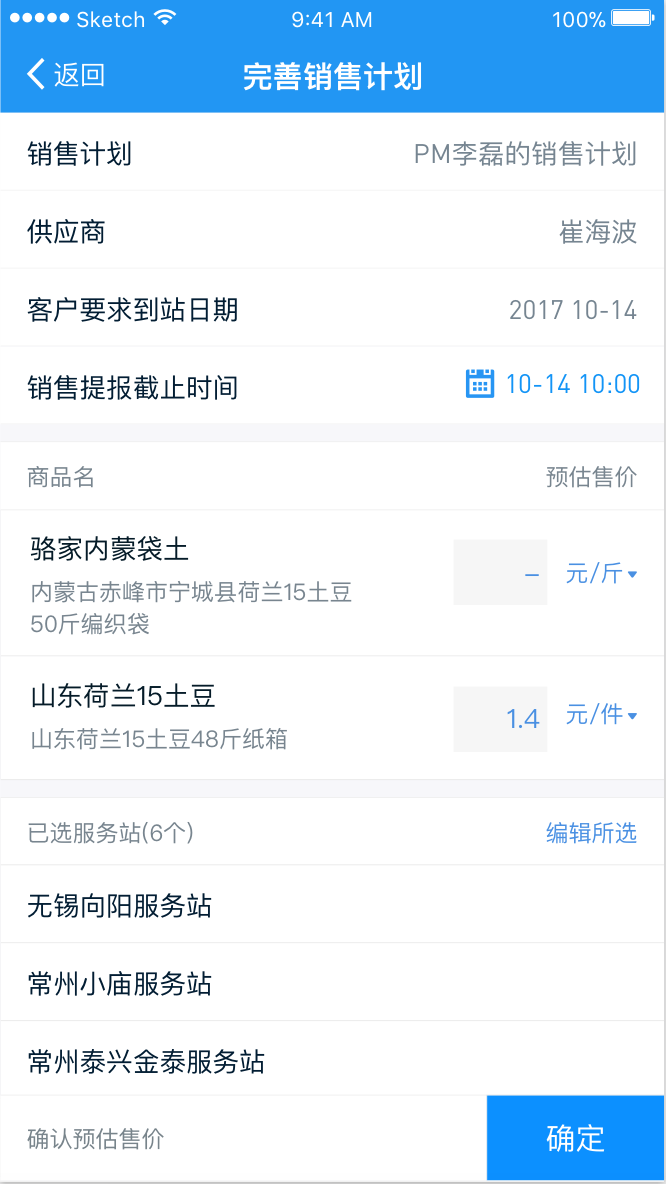 Sketch 9:41 AM 100%
返回 完善销售计划
销售计划 PM李磊的销售计划
供应商 崔海波
客户要求到站日期 2017 10-14
销售提报截止时间 10-14 10:00
商品名 预估售价
骆家内蒙袋土
内蒙古赤峰市宁城县荷兰15土豆
50斤编织袋
– 元/斤
山东荷兰15土豆
山东荷兰15土豆48斤纸箱
1.4 元/件
已选服务站(6个) 编辑所选
无锡向阳服务站
常州小庙服务站
常州泰兴金泰服务站
确认预估售价 确定